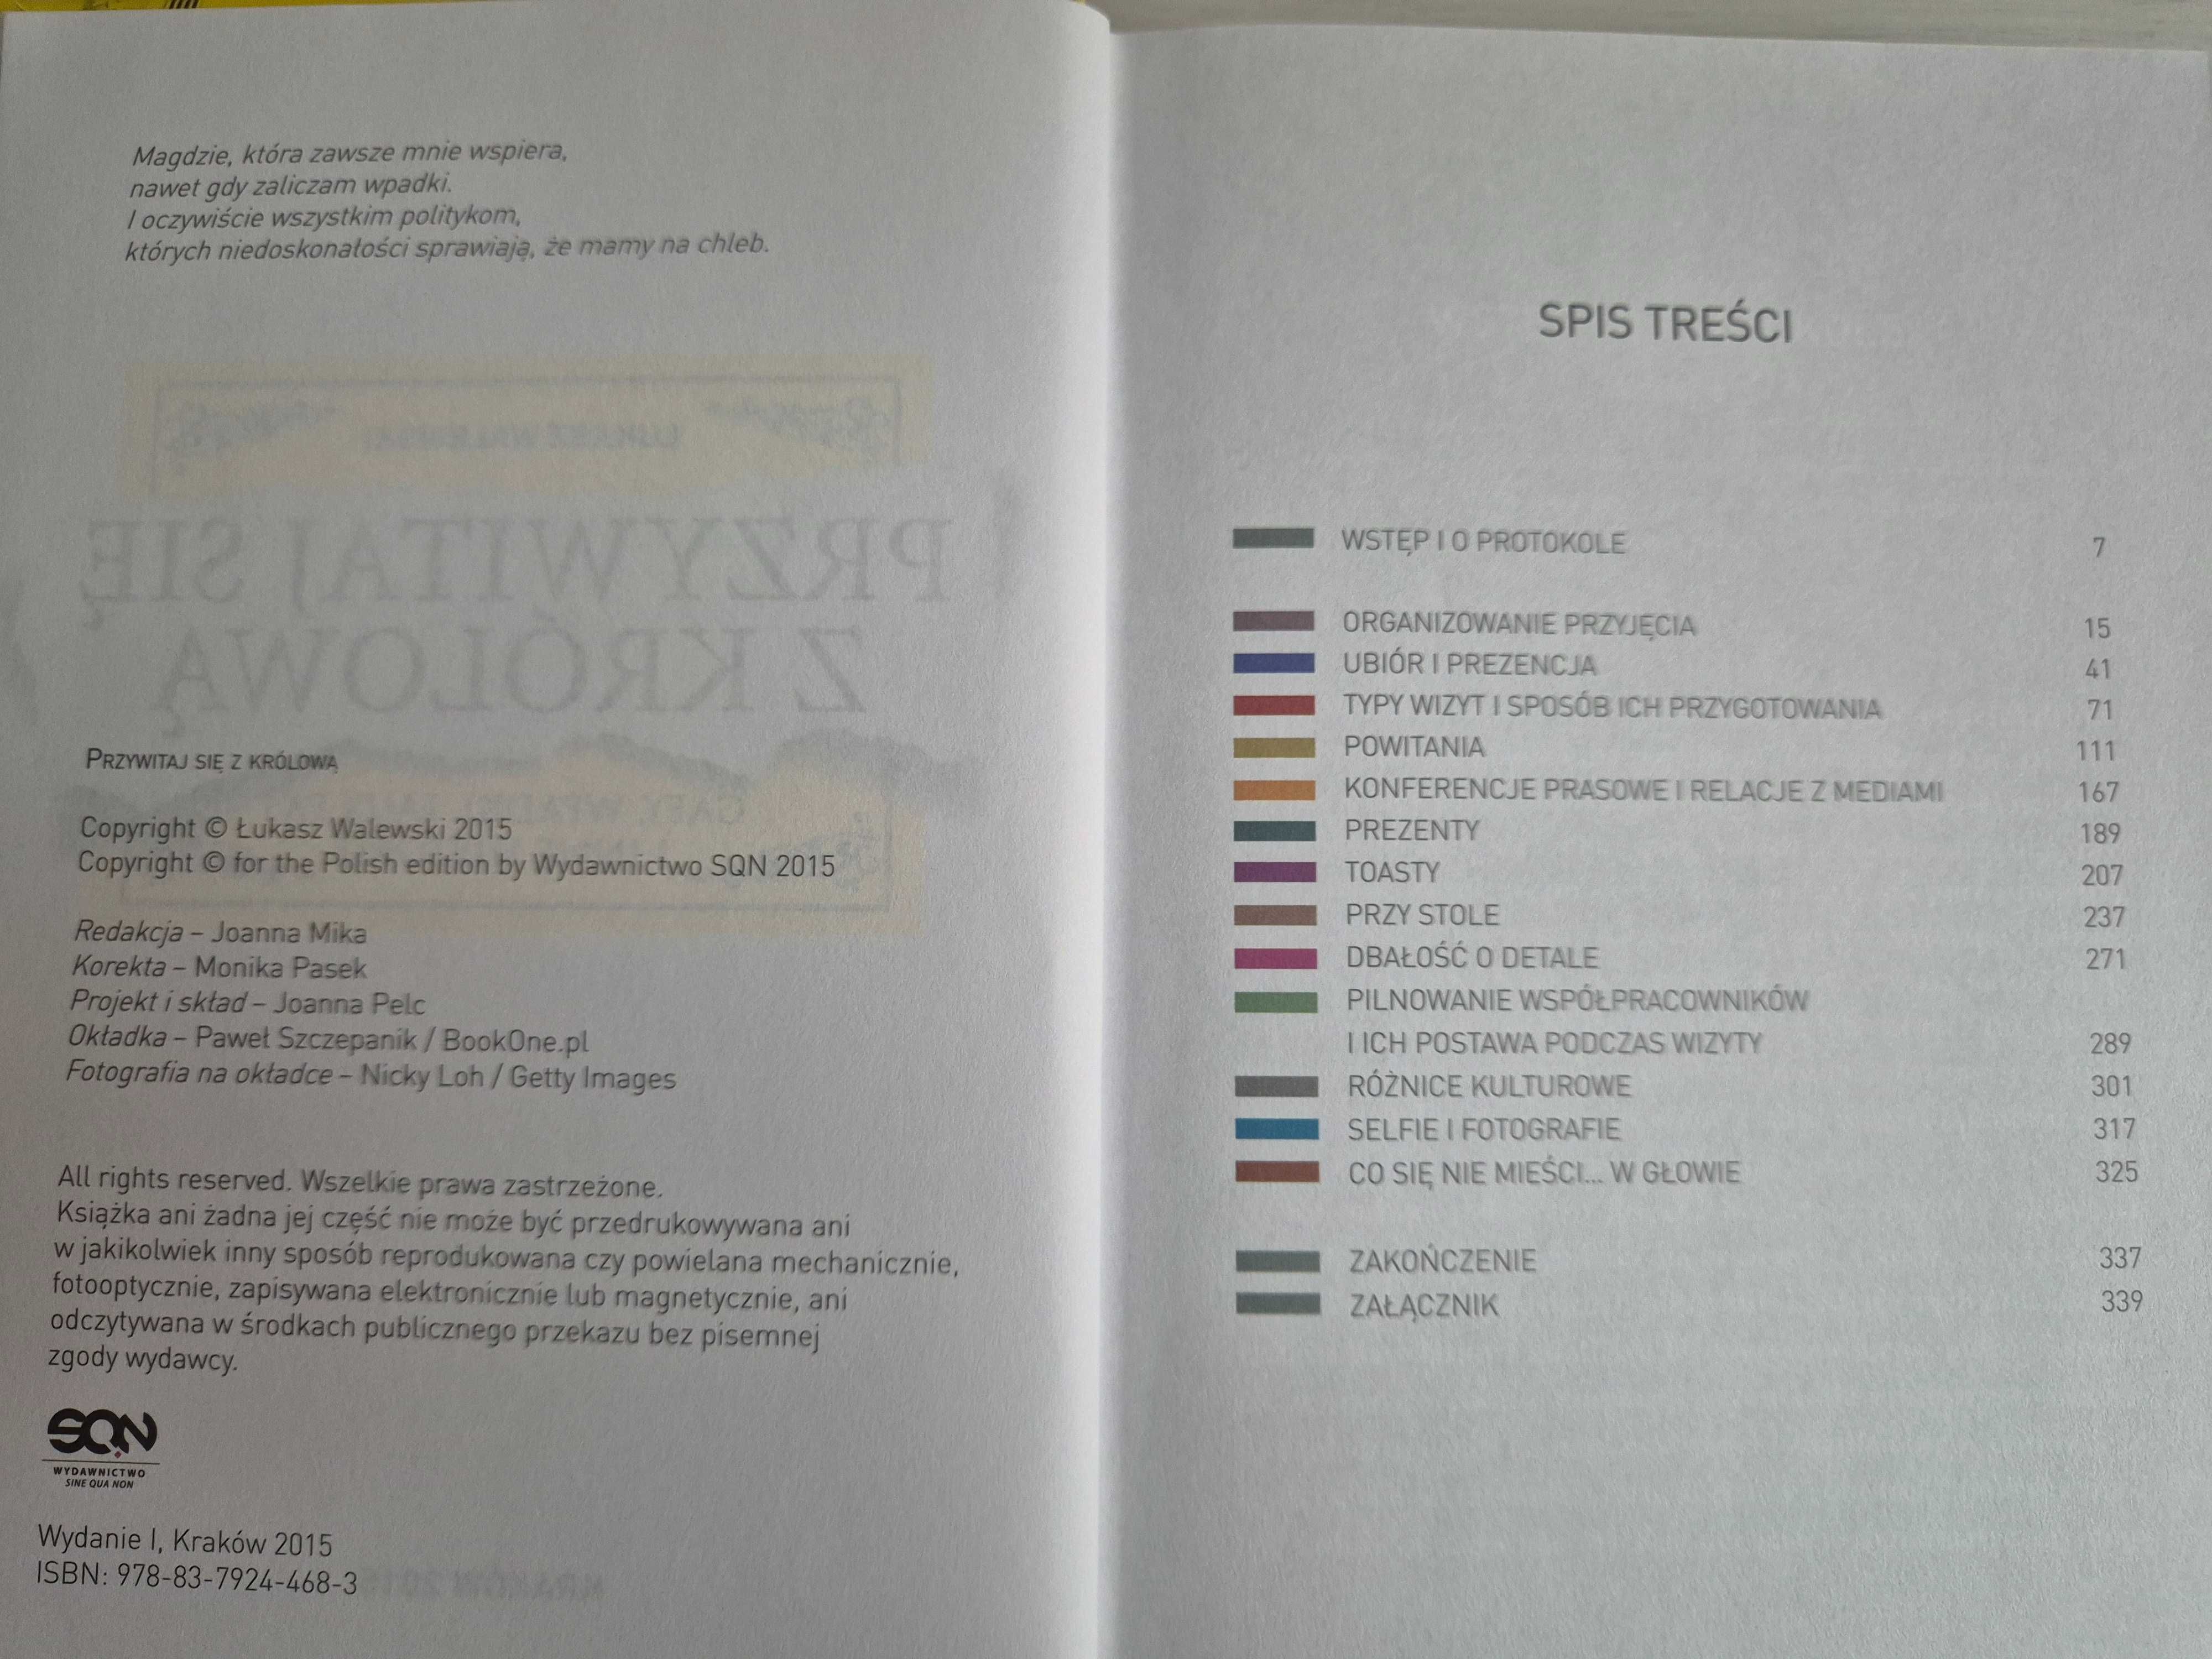 Magdzie, która zawsze mnie wspiera,
nawet gdy zaliczam wpadki.
I oczywiście wszystkim politykom,
których niedoskonałości sprawiają, że mamy na chleb.
ŁUKASZ WALEWSKI
PRZYWITAJ SIĘ
Z KRÓLOWĄ
PRZYWITAJ SIĘ Z KRÓLOWĄ
Copyright © Łukasz Walewski 2015
Copyright © for the Polish edition by Wydawnictwo SQN 2015
Redakcja – Joanna Mika
Korekta – Monika Pasek
Projekt i skład – Joanna Pelc
Okładka – Paweł Szczepanik / BookOne.pl
Fotografia na okładce – Nicky Loh / Getty Images
All rights reserved. Wszelkie prawa zastrzeżone.
Książka ani żadna jej część nie może być przedrukowywana ani
w jakikolwiek inny sposób reprodukowana czy powielana mechanicznie,
fotooptycznie, zapisywana elektronicznie lub magnetycznie, ani
odczytywana w środkach publicznego przekazu bez pisemnej
zgody wydawcy.
SQN
WYDAWNICTWO
SINE QUA NON
Wydanie I, Kraków 2015
ISBN: 978-83-7924-468-3
KRAKÓW 2015
SPIS TREŚCI
WSTĘP I O PROTOKOLE 7
ORGANIZOWANIE PRZYJĘCIA 15
UBIÓR I PREZENCJA 41
TYPY WIZYT I SPOSÓB ICH PRZYGOTOWANIA 71
POWITANIA 111
KONFERENCJE PRASOWE I RELACJE Z MEDIAMI 167
PREZENTY 189
TOASTY 207
PRZY STOLE 237
DBAŁOŚĆ O DETALE 271
PILNOWANIE WSPÓŁPRACOWNIKÓW
I ICH POSTAWA PODCZAS WIZYTY 289
RÓŻNICE KULTUROWE 301
SELFIE I FOTOGRAFIE 317
CO SIĘ NIE MIEŚCI... W GŁOWIE 325
ZAKOŃCZENIE 337
ZAŁĄCZNIK 339